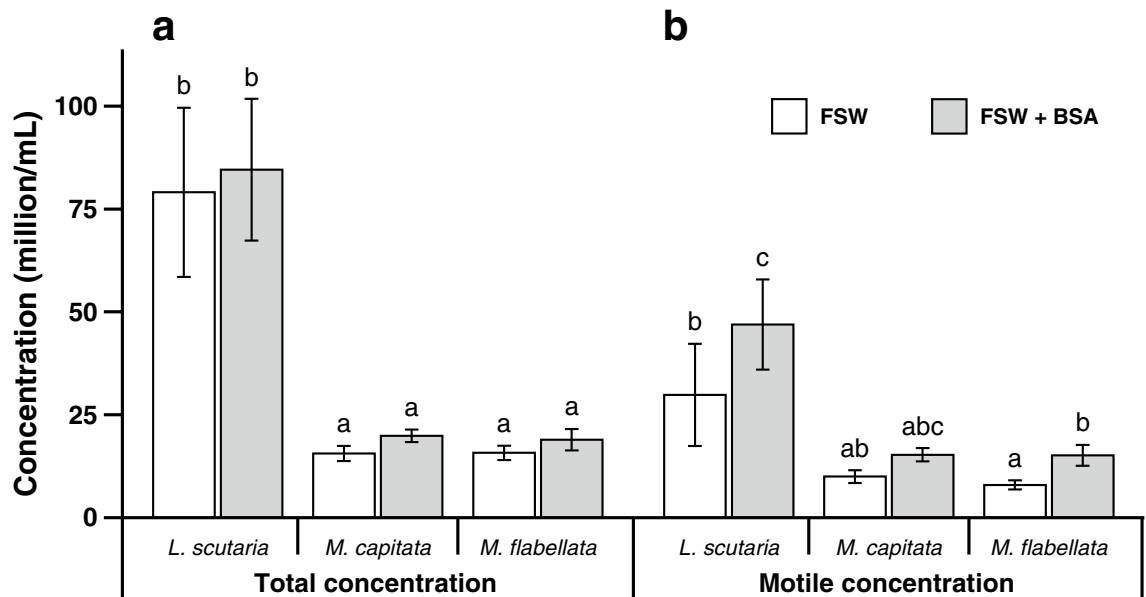 a b
b b
FSW FSW + BSA
Concentration (million/mL)
100
75
50
25
0
a a a a
b c ab abc a b
L. scutaria M. capitata M. flabellata L. scutaria M. capitata M. flabellata
Total concentration Motile concentration